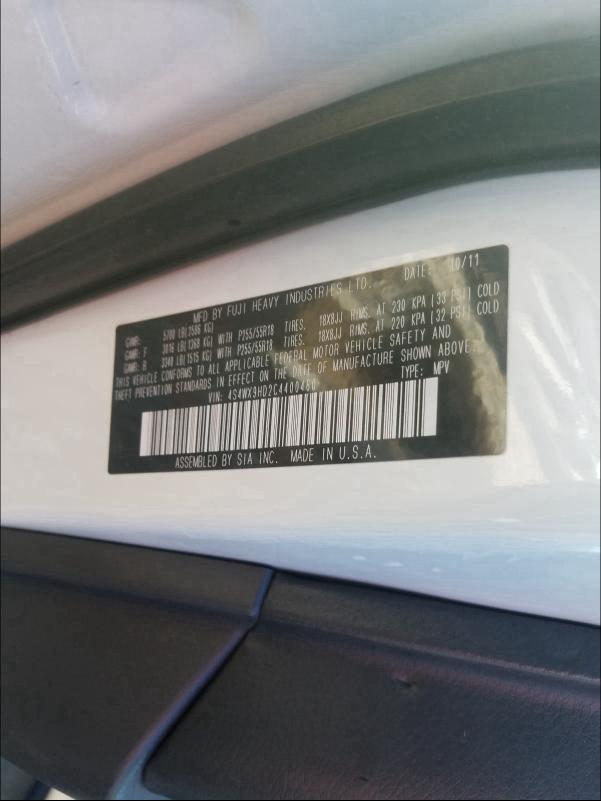 MFD BY FUJI HEAVY INDUSTRIES LTD. DATE: 10/11
GVWR: 5700 LB(2585 KG)
GAWR: F 3016 LB(1368 KG) WITH P255/55R18 TIRES. 18X8JJ RIMS. AT 230 KPA (33 PSI) COLD
GAWR: R 3340 LB(1515 KG) WITH P255/55R18 TIRES. 18X8JJ RIMS. AT 220 KPA (32 PSI) COLD
THIS VEHICLE CONFORMS TO ALL APPLICABLE FEDERAL MOTOR VEHICLE SAFETY AND
THEFT PREVENTION STANDARDS IN EFFECT ON THE DATE OF MANUFACTURE SHOWN ABOVE.
VIN: 4S4WX9HD2C4400460 TYPE: MPV
ASSEMBLED BY SIA INC. MADE IN U.S.A.